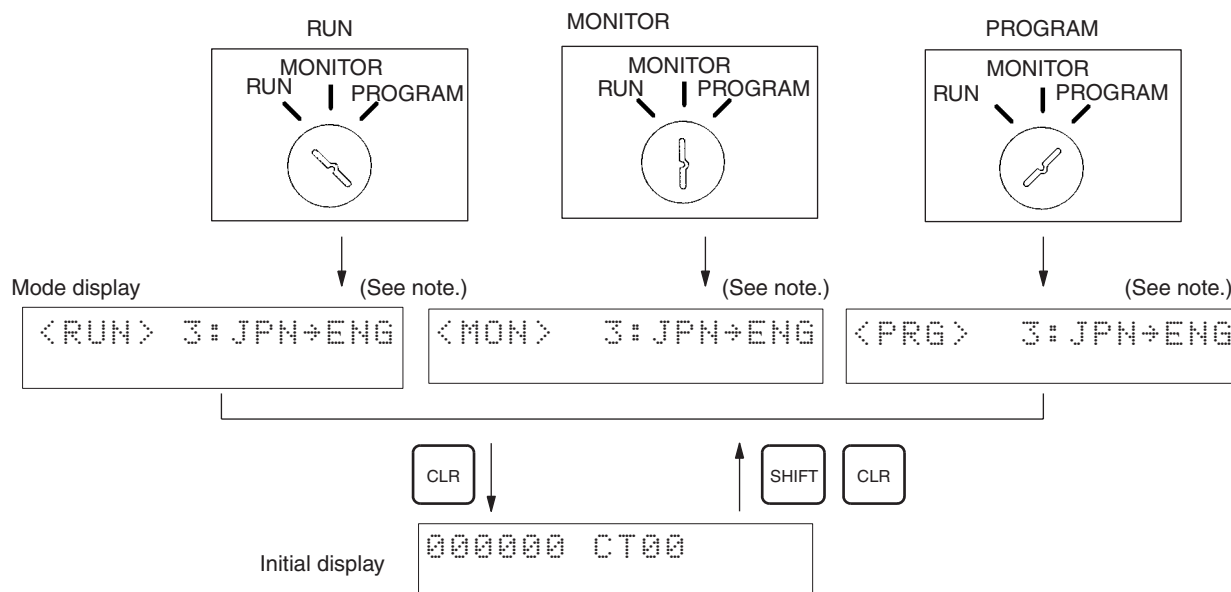 RUN
MONITOR
PROGRAM
MONITOR
RUN
PROGRAM
MONITOR
RUN
PROGRAM
MONITOR
RUN
PROGRAM
Mode display
(See note.)
(See note.)
(See note.)
<RUN> 3:JPN→ENG
<MON> 3:JPN→ENG
<PRG> 3:JPN→ENG
CLR
SHIFT
CLR
Initial display
000000 CT00